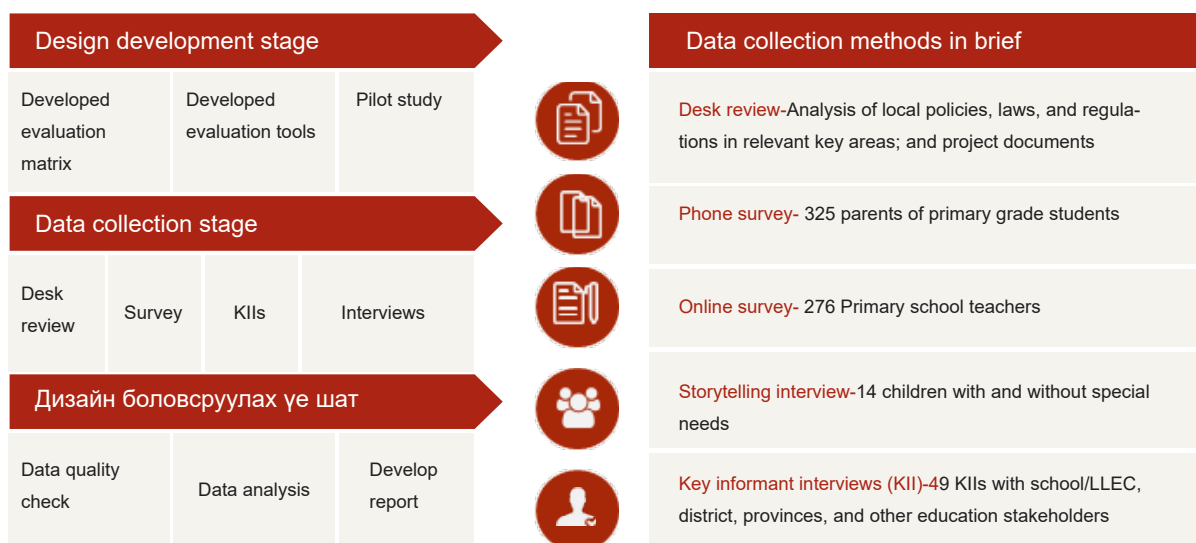 Design development stage
Developed
evaluation
matrix
Developed
evaluation tools
Pilot study
Data collection stage
Desk
review
Survey
KIIs
Interviews
Дизайн боловсруулах үе шат
Data quality
check
Data analysis
Develop
report
Data collection methods in brief
Desk review-Analysis of local policies, laws, and regula-
tions in relevant key areas; and project documents
Phone survey- 325 parents of primary grade students
Online survey- 276 Primary school teachers
Storytelling interview-14 children with and without special
needs
Key informant interviews (KII)-49 KIIs with school/LLEC,
district, provinces, and other education stakeholders